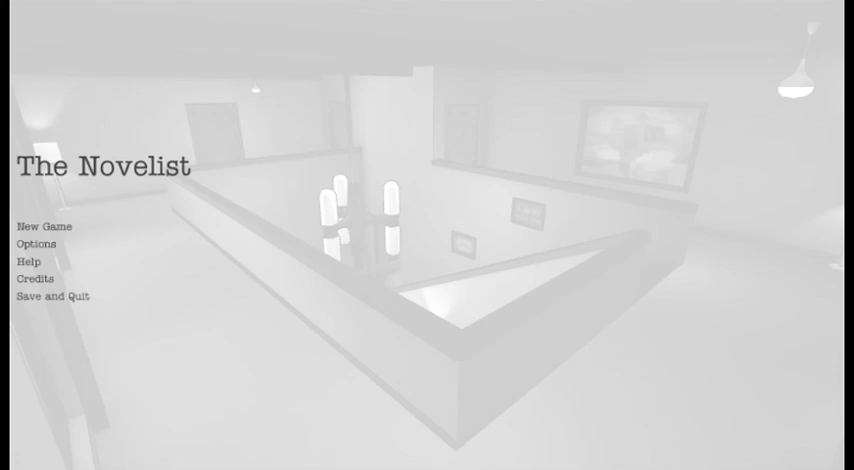 The Novelist
New Game
Options
Help
Credits
Save and Quit